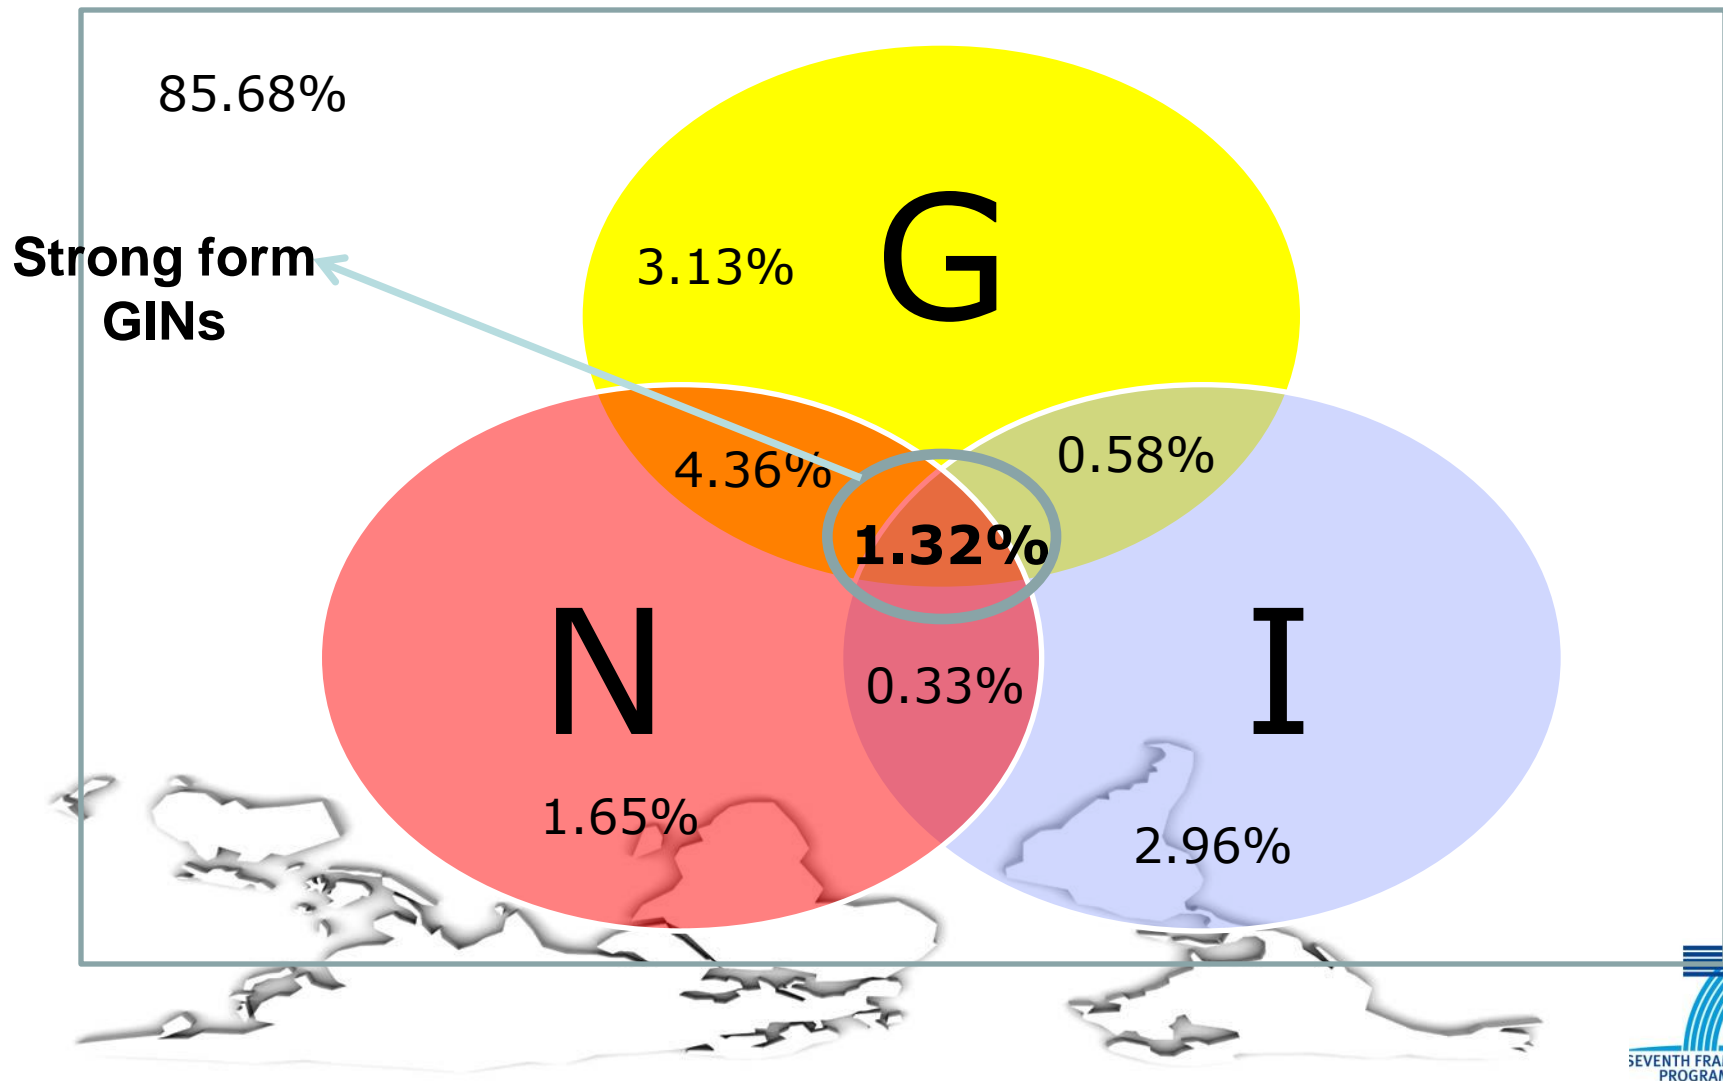 85.68%
Strong form
GINs
3.13%
G
4.36%
0.58%
1.32%
N
I
0.33%
1.65%
2.96%
SEVENTH